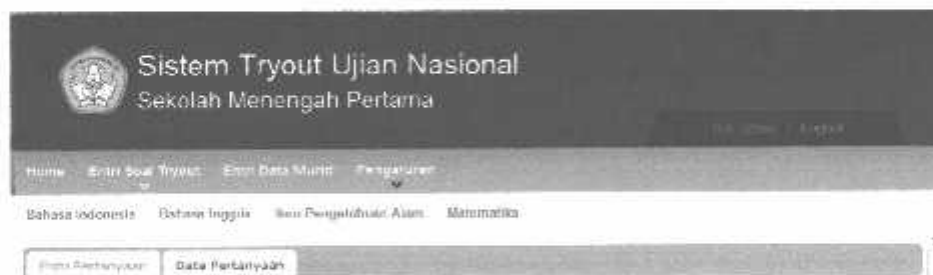 Sistem Tryout Ujian Nasional
Sekolah Menengah Pertama
Logout
Home Entri Soal Tryout Entri Data Murid Pengaturan
Bahasa Indonesia Bahasa Inggris Ilmu Pengetahuan Alam Matematika
Entri Pertanyaan Data Pertanyaan